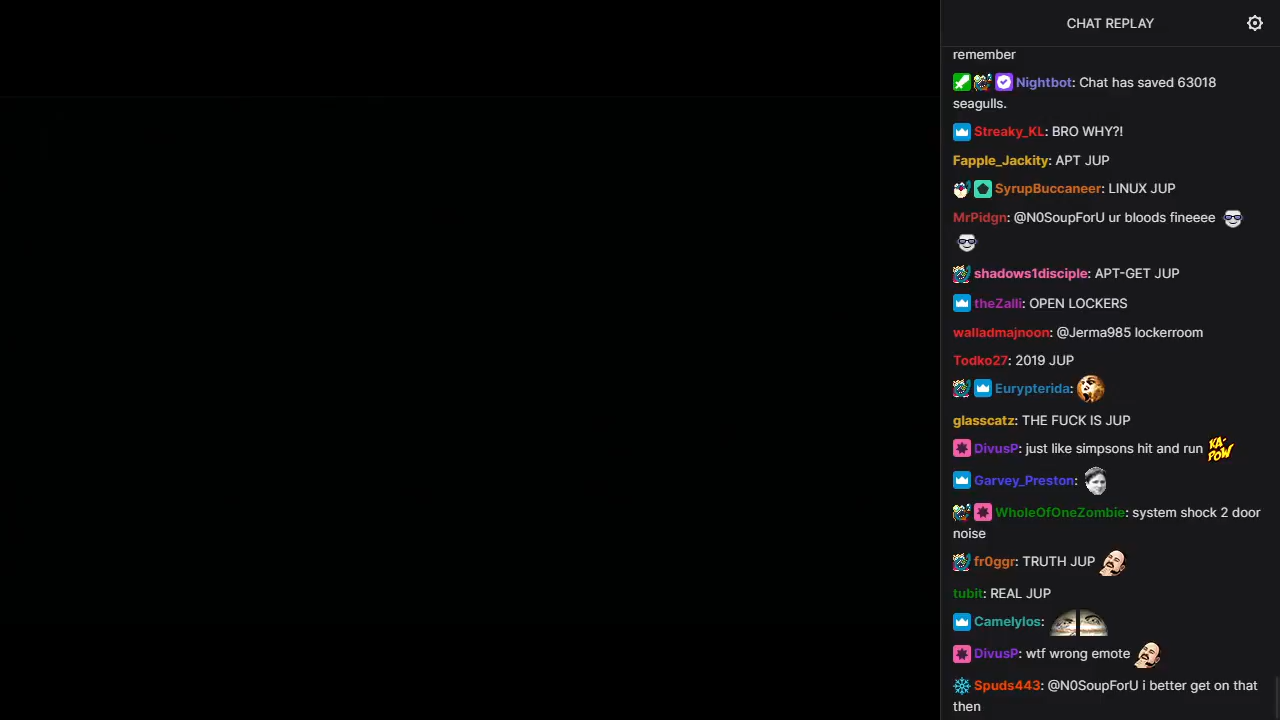 CHAT REPLAY
remember
Nightbot: Chat has saved 63018
seagulls.
Streaky_KL: BRO WHY?!
Fapple_Jackity: APT JUP
SyrupBuccaneer: LINUX JUP
MrPidgn: @N0SoupForU ur bloods fineeee
shadows1disciple: APT-GET JUP
theZalli: OPEN LOCKERS
walladmajnoon: @Jerma985 lockerroom
Todko27: 2019 JUP
Eurypterida:
glasscatz: THE FUCK IS JUP
DivusP: just like simpsons hit and run KA-POW
Garvey_Preston:
WholeOfOneZombie: system shock 2 door
noise
fr0ggr: TRUTH JUP
tubit: REAL JUP
Camelylos:
DivusP: wtf wrong emote
Spuds443: @N0SoupForU i better get on that
then